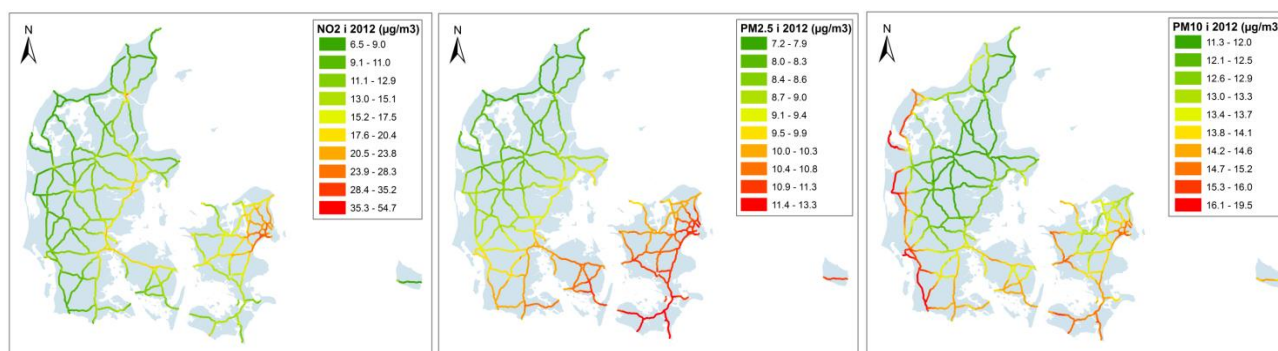 N
NO2 i 2012 (µg/m3)
6.5 - 9.0
9.1 - 11.0
11.1 - 12.9
13.0 - 15.1
15.2 - 17.5
17.6 - 20.4
20.5 - 23.8
23.9 - 28.3
28.4 - 35.2
35.3 - 54.7
N
PM2.5 i 2012 (µg/m3)
7.2 - 7.9
8.0 - 8.3
8.4 - 8.6
8.7 - 9.0
9.1 - 9.4
9.5 - 9.9
10.0 - 10.3
10.4 - 10.8
10.9 - 11.3
11.4 - 13.3
N
PM10 i 2012 (µg/m3)
11.3 - 12.0
12.1 - 12.5
12.6 - 12.9
13.0 - 13.3
13.4 - 13.7
13.8 - 14.1
14.2 - 14.6
14.7 - 15.2
15.3 - 16.0
16.1 - 19.5